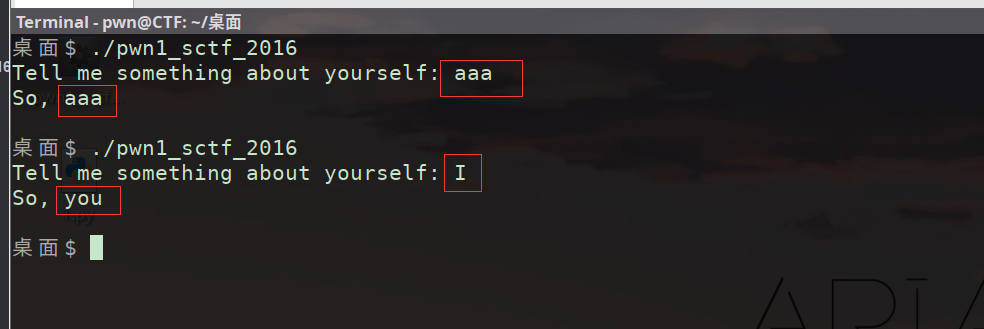 Terminal - pwn@CTF: ~/桌面
桌面$ ./pwn1_sctf_2016
Tell me something about yourself: aaa
So, aaa
桌面$ ./pwn1_sctf_2016
Tell me something about yourself: I
So, you
桌面$